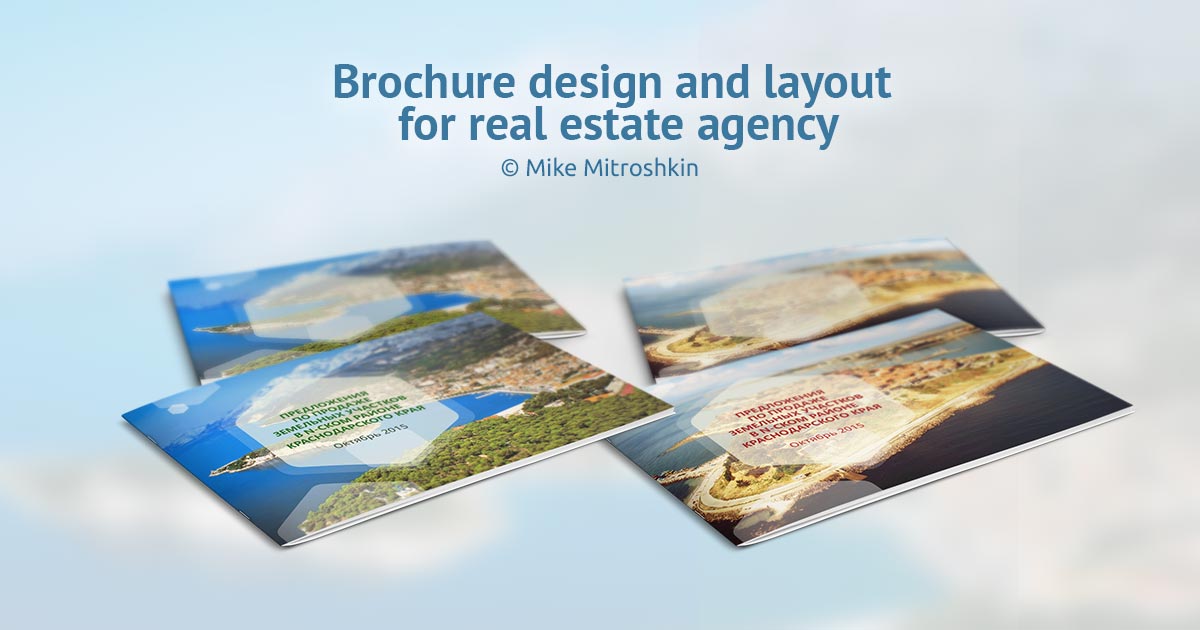 Brochure design and layout
for real estate agency
© Mike Mitroshkin
ПРЕДЛОЖЕНИЯ
ПО ПРОДАЖЕ
ЗЕМЕЛЬНЫХ УЧАСТКОВ
В N-СКОМ РАЙОНЕ
КРАСНОДАРСКОГО КРАЯ
Октябрь 2015
ПРЕДЛОЖЕНИЯ
ПО ПРОДАЖЕ
ЗЕМЕЛЬНЫХ УЧАСТКОВ
В N-СКОМ РАЙОНЕ
КРАСНОДАРСКОГО КРАЯ
Октябрь 2015